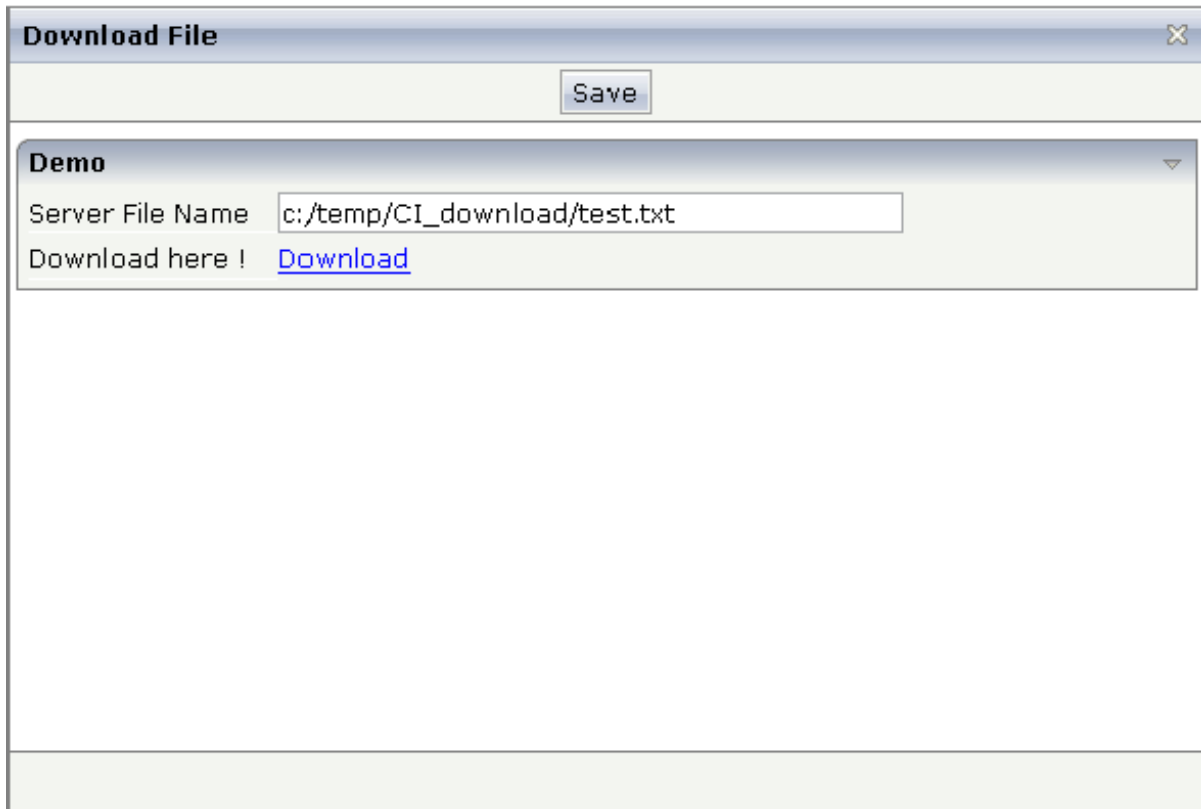 Download File
Save
Demo
Server File Name c:/temp/CI_download/test.txt
Download here ! Download